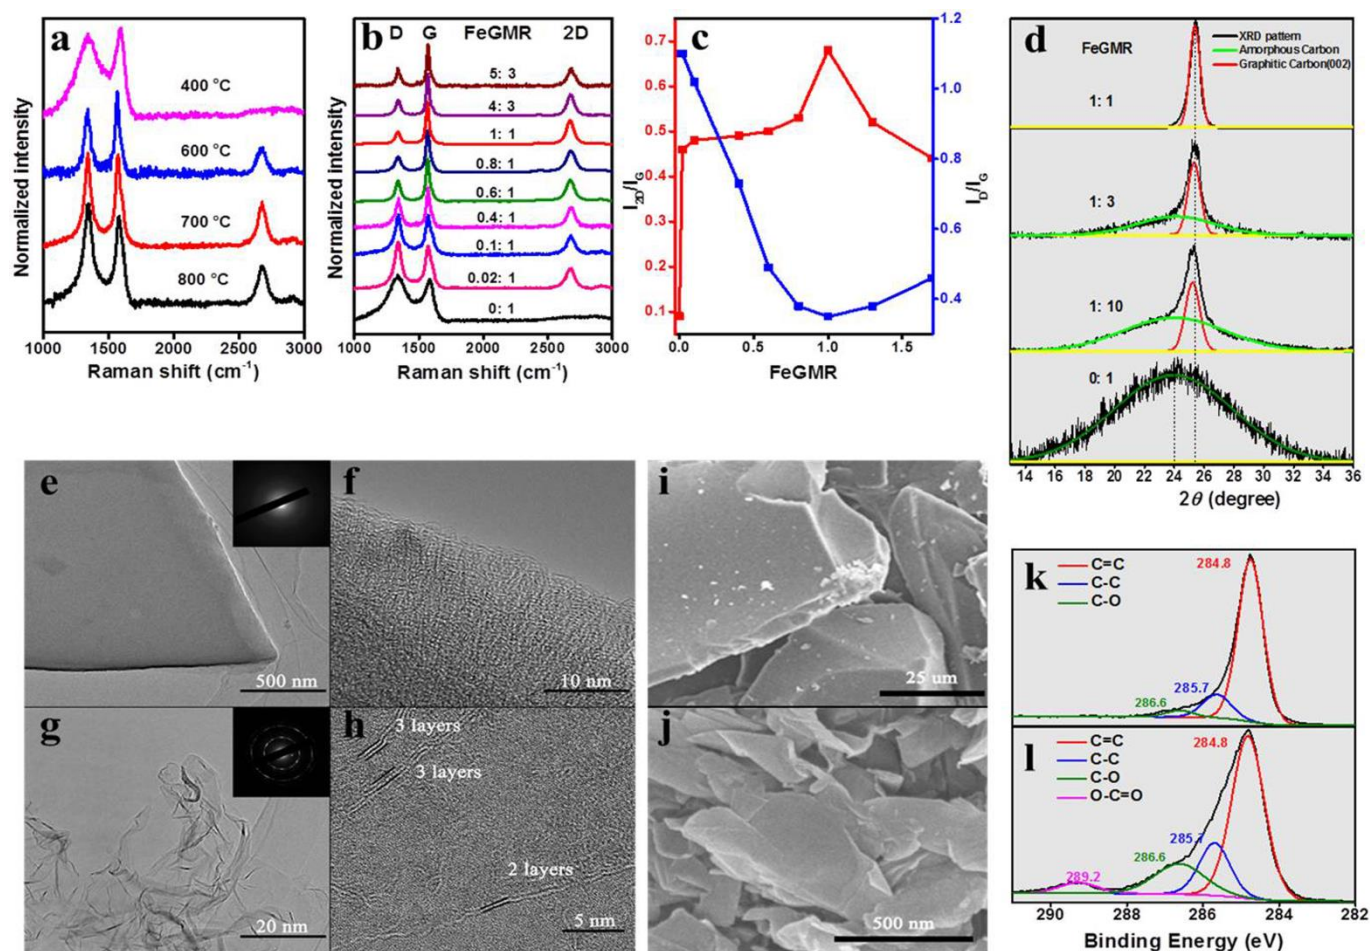 a
400 °C
600 °C
700 °C
800 °C
Normalized intensity
1000 1500 2000 2500 3000
Raman shift (cm⁻¹)
b
D G FeGMR 2D
5: 3
4: 3
1: 1
0.8: 1
0.6: 1
0.4: 1
0.1: 1
0.02: 1
0: 1
Normalized intensity
1000 1500 2000 2500 3000
Raman shift (cm⁻¹)
c
0.7
0.6
0.5
0.4
0.3
0.2
0.1
I2D/IG
1.2
1.0
0.8
0.6
0.4
ID/IG
0.0 0.5 1.0 1.5
FeGMR
d
FeGMR
XRD pattern
Amorphous Carbon
Graphitic Carbon(002)
1: 1
1: 3
1: 10
0: 1
14 16 18 20 22 24 26 28 30 32 34 36
2θ (degree)
e
500 nm
f
10 nm
g
20 nm
h
3 layers
3 layers
2 layers
5 nm
i
25 um
j
500 nm
k
C=C
C-C
C-O
284.8
285.7
286.6
l
C=C
C-C
C-O
O-C=O
284.8
285.7
286.6
289.2
290 288 286 284 282
Binding Energy (eV)